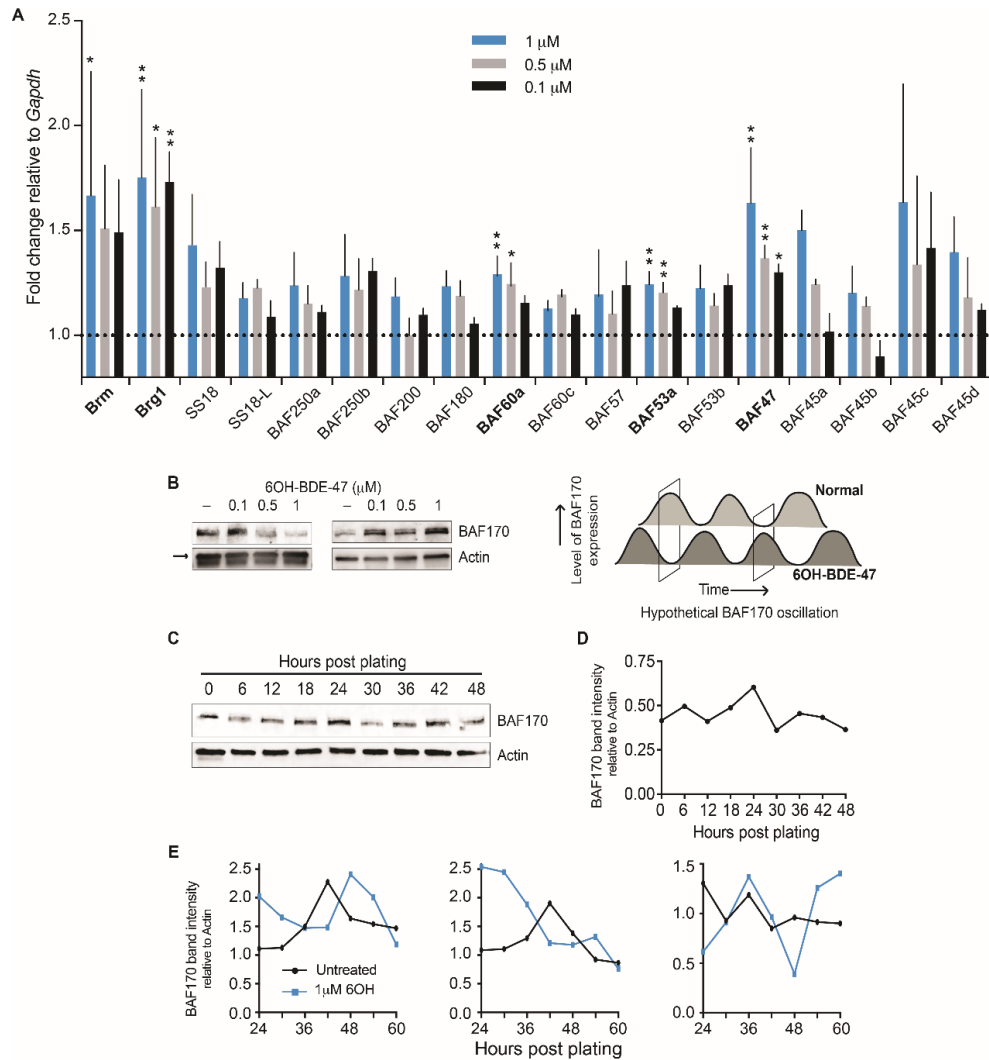 A
2.5
2.0
1.5
1.0
Fold change relative to Gapdh
1 μM
0.5 μM
0.1 μM
*
**
*
**
**
*
**
**
**
**
*
Brm
Brg1
SS18
SS18-L
BAF250a
BAF250b
BAF200
BAF180
BAF60a
BAF60c
BAF57
BAF53a
BAF53b
BAF47
BAF45a
BAF45b
BAF45c
BAF45d
B
6OH-BDE-47 (μM)
– 0.1 0.5 1
– 0.1 0.5 1
BAF170
Actin
Level of BAF170
expression
Normal
6OH-BDE-47
Time
Hypothetical BAF170 oscillation
C
Hours post plating
0 6 12 18 24 30 36 42 48
BAF170
Actin
D
BAF170 band intensity
relative to Actin
0.75
0.50
0.25
0.00
0 6 12 18 24 30 36 42 48
Hours post plating
E
BAF170 band intensity
relative to Actin
2.5
2.0
1.5
1.0
0.5
0.0
Untreated
1μM 6OH
24 36 48 60
2.5
2.0
1.5
1.0
0.5
0.0
24 36 48 60
1.5
1.0
0.5
0.0
24 36 48 60
Hours post plating